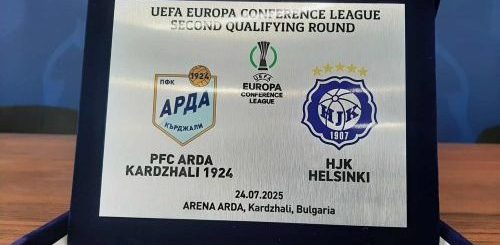 UEFA EUROPA CONFERENCE LEAGUE
SECOND QUALIFYING ROUND
1924
ПФК
АРДА
КЪРДЖАЛИ
UEFA
EUROPA
CONFERENCE
LEAGUE
HJK
1907
PFC ARDA
KARDZHALI 1924
HJK
HELSINKI
24.07.2025
ARENA ARDA, Kardzhali, Bulgaria